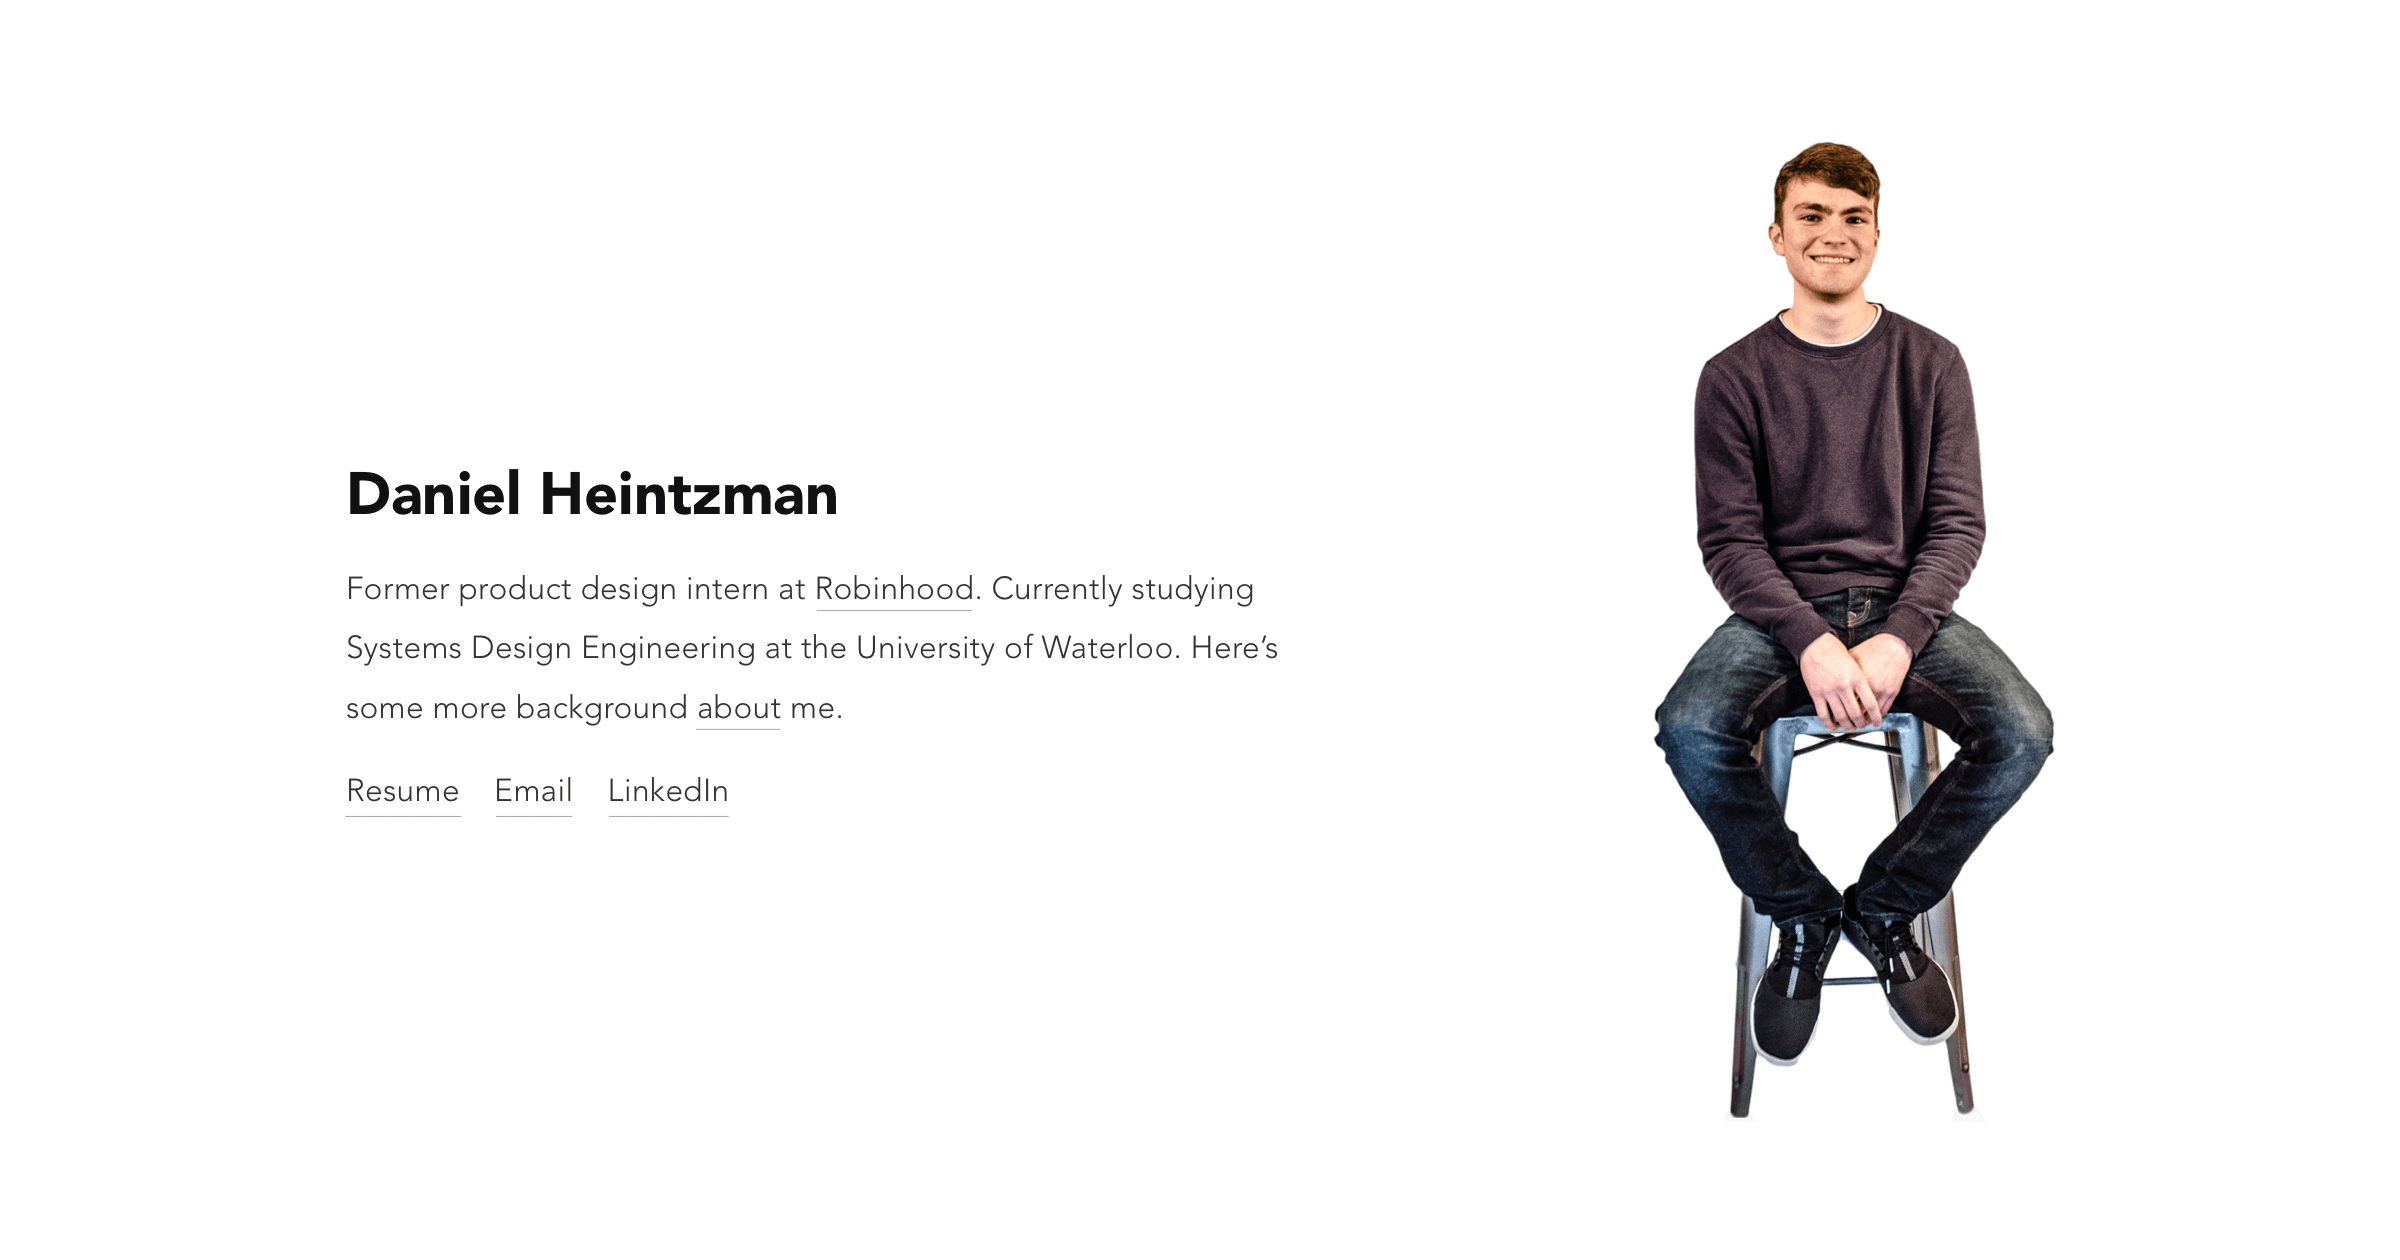 Daniel Heintzman
Former product design intern at Robinhood. Currently studying
Systems Design Engineering at the University of Waterloo. Here’s
some more background about me.
Resume Email LinkedIn